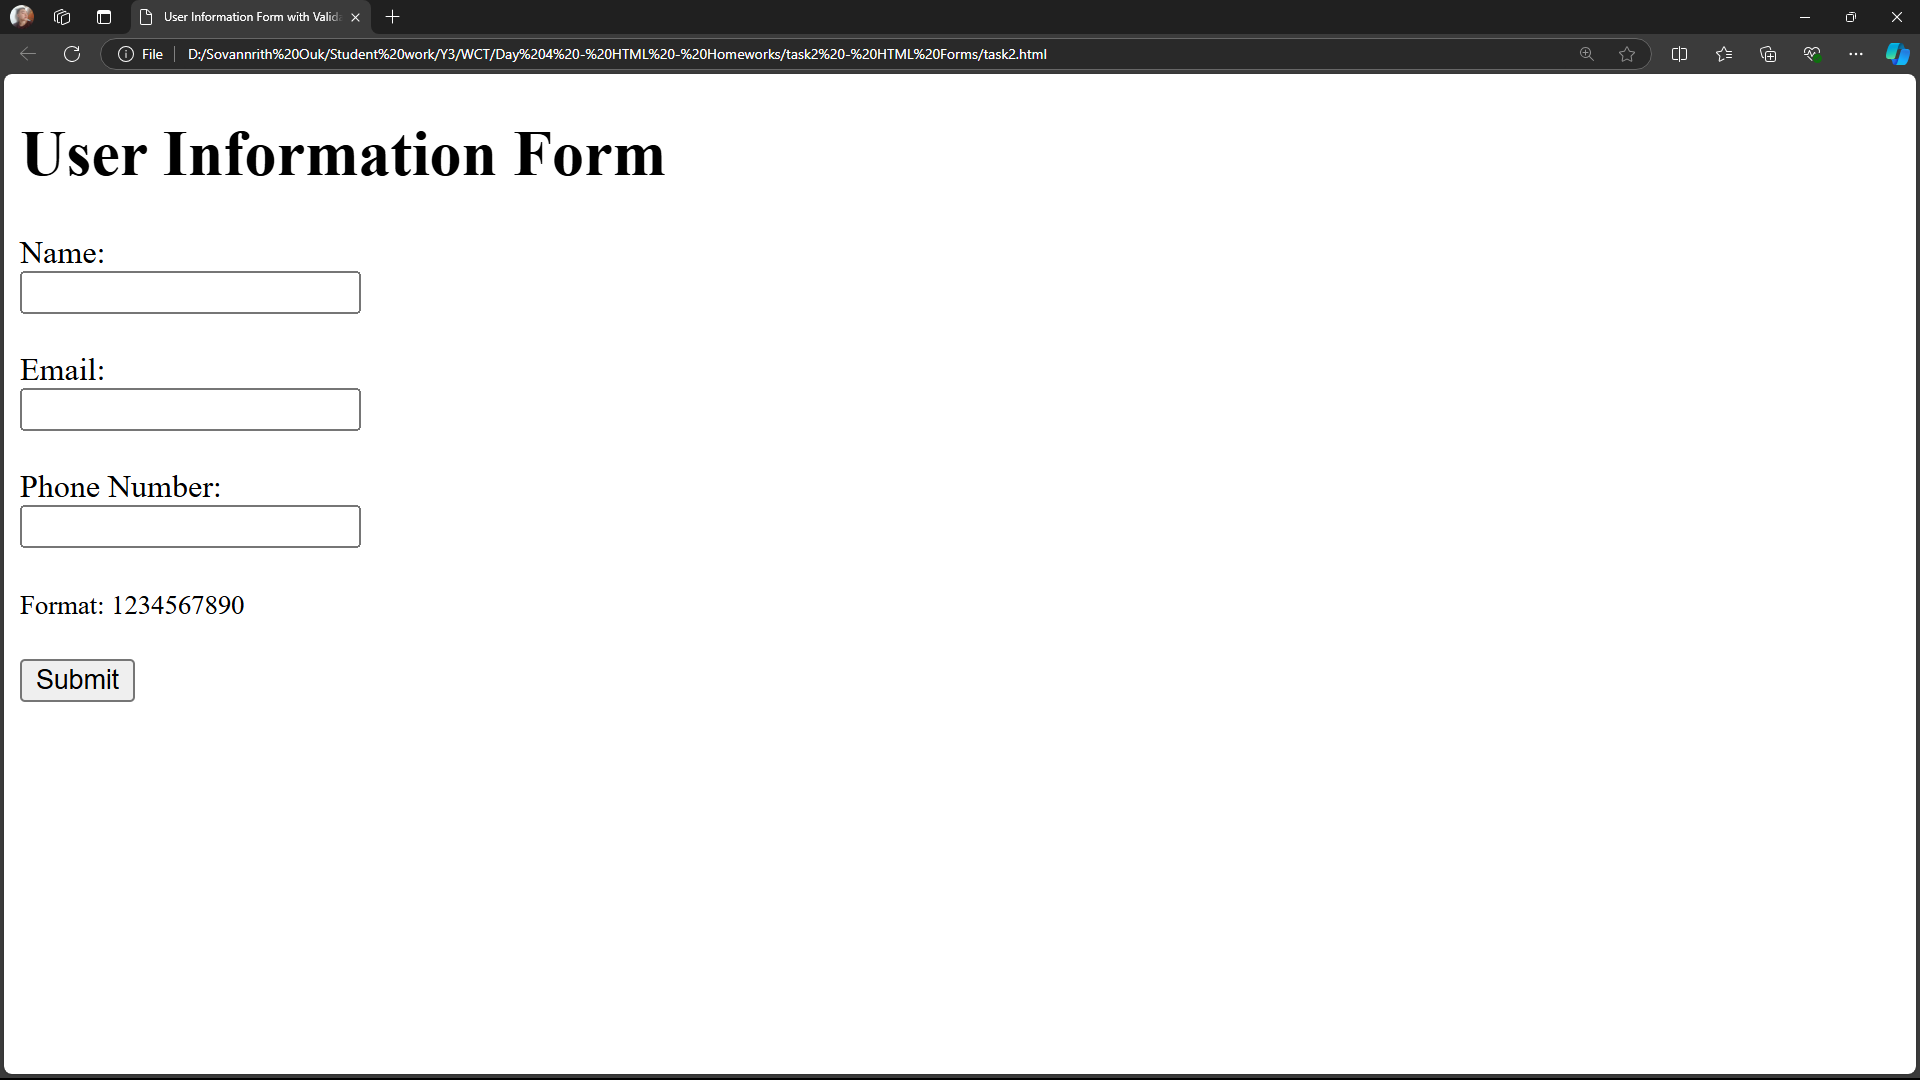 User Information Form with Valid
File
D:/Sovannrith%20Ouk/Student%20work/Y3/WCT/Day%204%20-%20HTML%20-%20Homeworks/task2%20-%20HTML%20Forms/task2.html
User Information Form
Name:
Email:
Phone Number:
Format: 1234567890
Submit